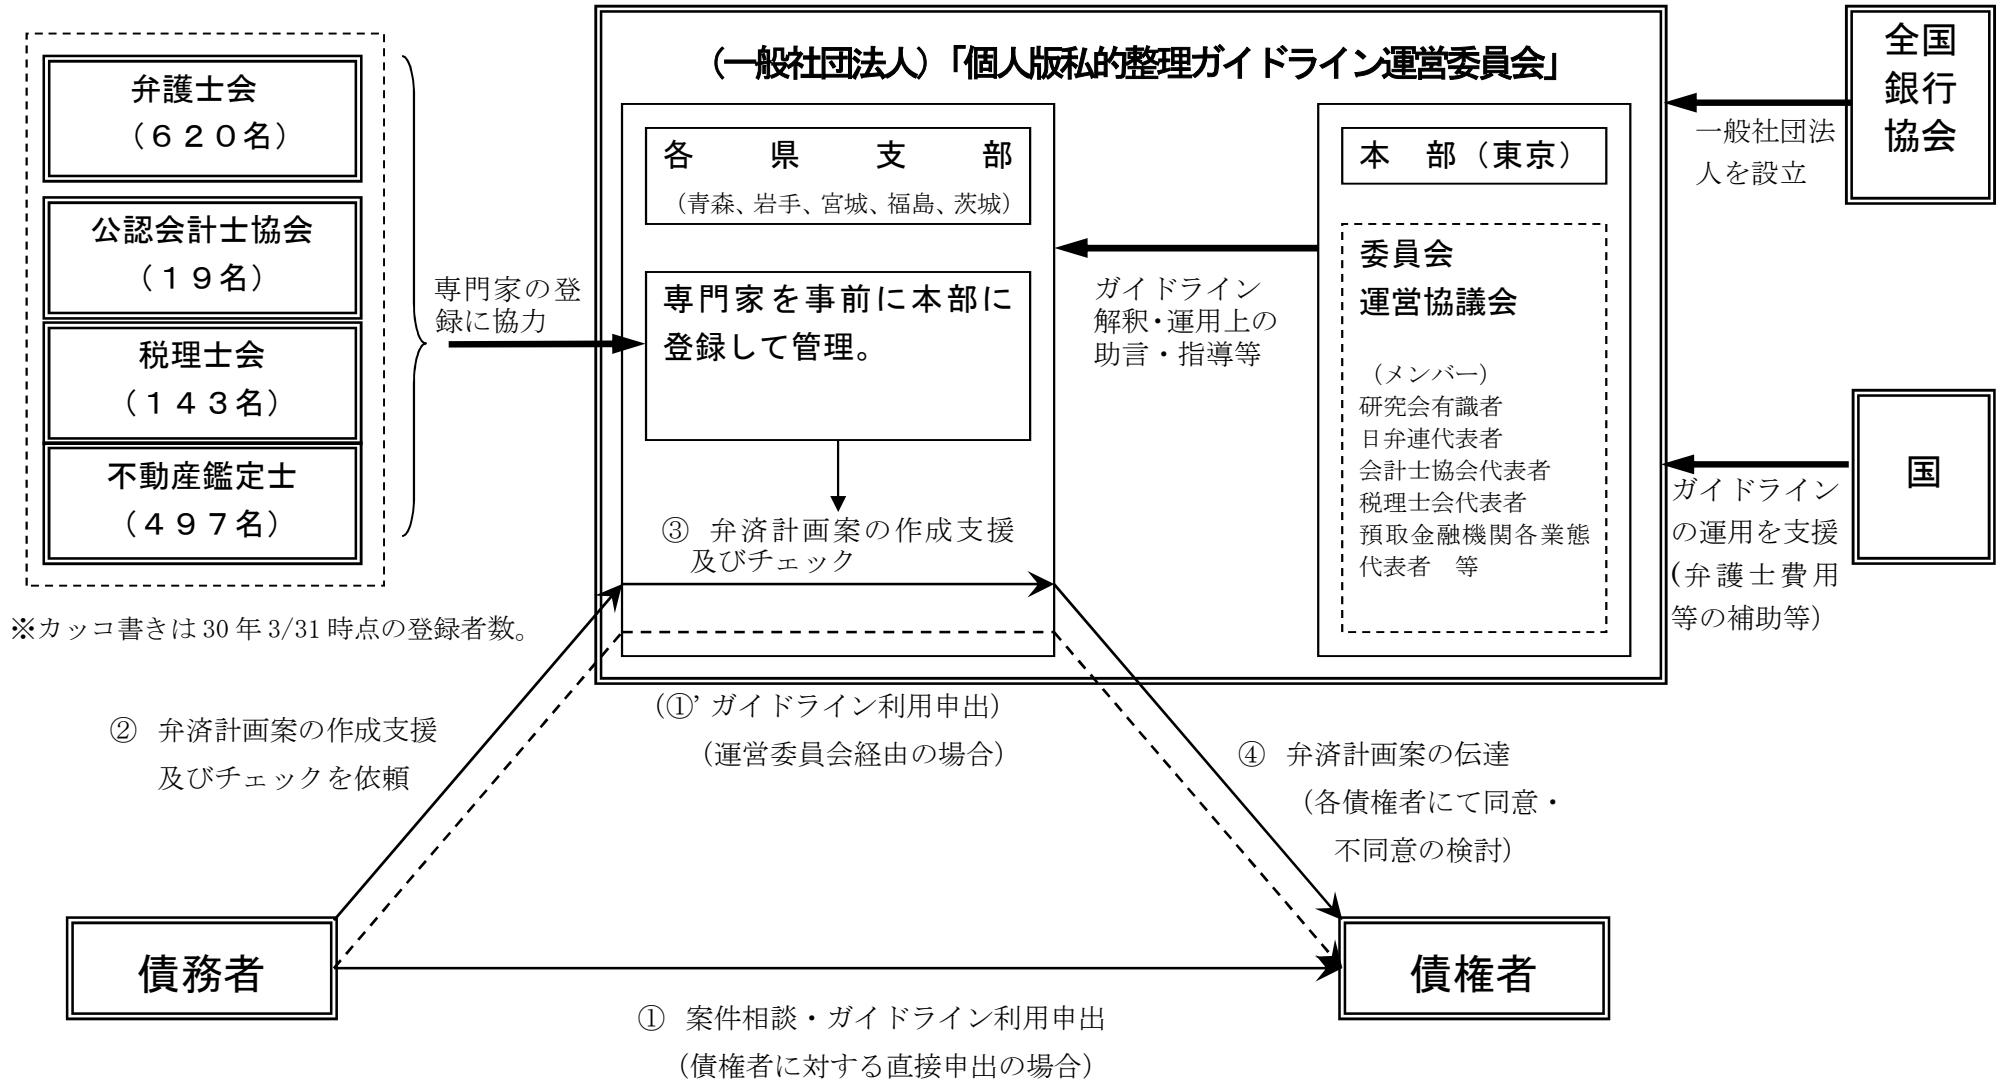 (一般社団法人)「個人版私的整理ガイドライン運営委員会」
弁護士会
(620名)
公認会計士協会
(19名)
税理士会
(143名)
不動産鑑定士
(497名)
※カッコ書きは30年3/31時点の登録者数。
専門家の登
録に協力
各県支部
(青森、岩手、宮城、福島、茨城)
専門家を事前に本部に
登録して管理。
③ 弁済計画案の作成支援
及びチェック
ガイドライン
解釈・運用上の
助言・指導等
本 部(東京)
委員会
運営協議会
(メンバー)
研究会有識者
日弁連代表者
会計士協会代表者
税理士会代表者
預取金融機関各業態
代表者 等
全国
銀行
協会
一般社団法
人を設立
国
ガイドライン
の運用を支援
(弁護士費用
等の補助等)
② 弁済計画案の作成支援
及びチェックを依頼
(①’ガイドライン利用申出)
(運営委員会経由の場合)
④ 弁済計画案の伝達
(各債権者にて同意・
不同意の検討)
債務者
債権者
① 案件相談・ガイドライン利用申出
(債権者に対する直接申出の場合)